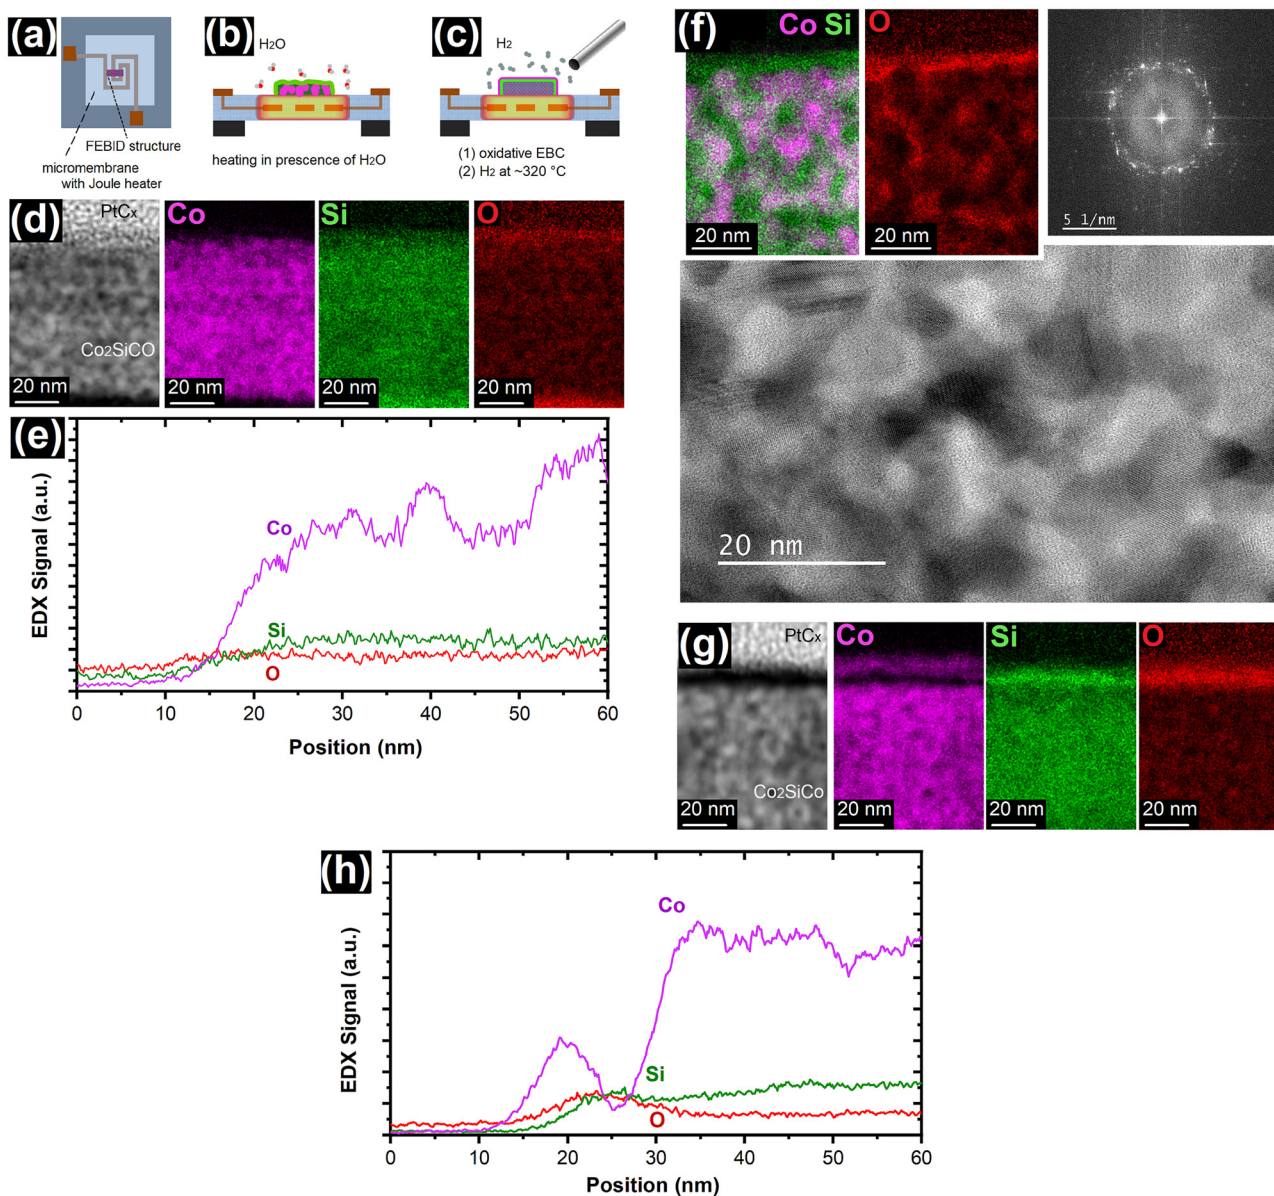 (a)
FEBID structure
micromembrane
with Joule heater
(b)
H2O
heating in prescence of H2O
(c)
H2
(1) oxidative EBC
(2) H2 at ~320 °C
(d)
PtCx
Co2SiCO
20 nm
Co
20 nm
Si
20 nm
O
20 nm
(e)
EDX Signal (a.u.)
Co
Si
O
0 10 20 30 40 50 60
Position (nm)
(f)
Co Si
20 nm
O
20 nm
5 1/nm
20 nm
(g)
PtCx
Co2SiCo
20 nm
Co
20 nm
Si
20 nm
O
20 nm
(h)
EDX Signal (a.u.)
Co
Si
O
0 10 20 30 40 50 60
Position (nm)